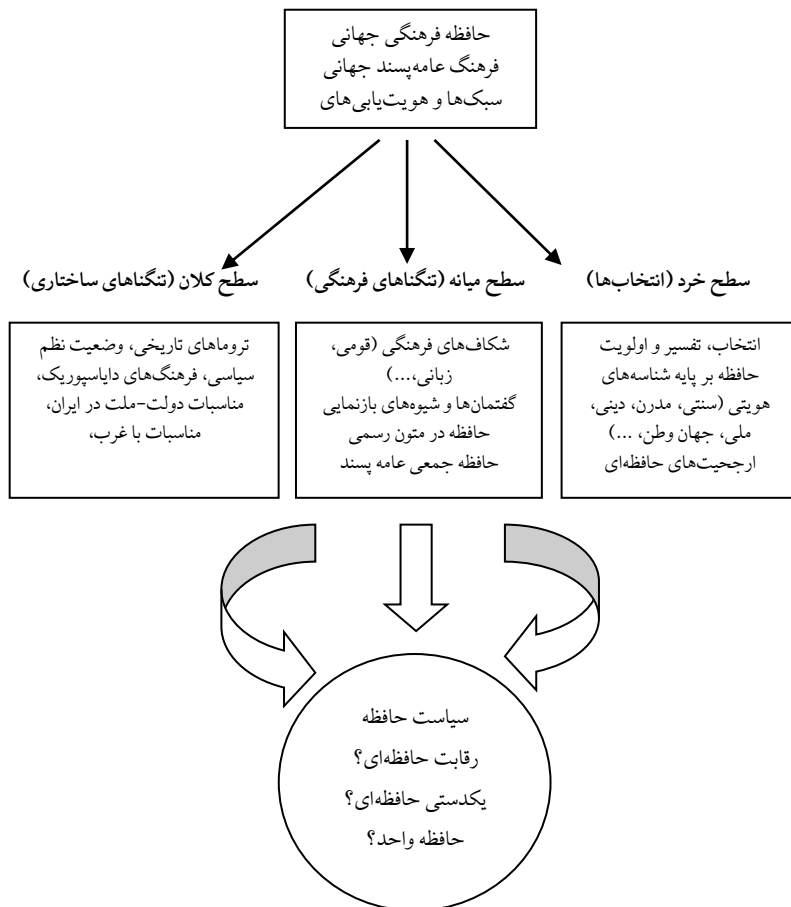 حافظه فرهنگی جهانی
فرهنگ عامه‌پسند جهانی
سبک‌ها و هویت‌یابی‌های
سطح خرد (انتخاب‌ها)
سطح میانه (تنگناهای فرهنگی)
سطح کلان (تنگناهای ساختاری)
انتخاب، تفسیر و اولویت
حافظه بر پایه شناسه‌های
هویتی (سنتی، مدرن، دینی،
ملی، جهان وطن، ...)
ارجحیت‌های حافظه‌ای
شکاف‌های فرهنگی (قومی،
زبانی،...)
گفتمان‌ها و شیوه‌های بازنمایی
حافظه در متون رسمی
حافظه جمعی عامه پسند
تروماهای تاریخی، وضعیت نظم
سیاسی، فرهنگ‌های دایاسپوریک،
مناسبات دولت-ملت در ایران،
مناسبات با غرب،
سیاست حافظه
رقابت حافظه‌ای؟
یکدستی حافظه‌ای؟
حافظه واحد؟